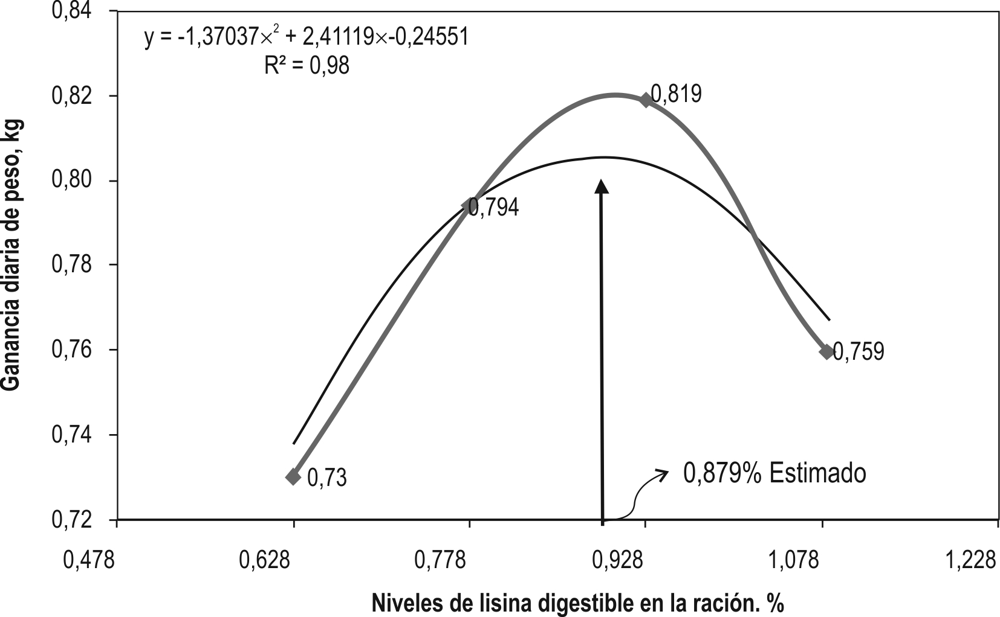 0,84
y = -1,37037×² + 2,41119×-0,24551
R² = 0,98
0,82
0,819
0,80
0,794
0,78
0,76
0,759
0,74
0,73
0,879% Estimado
0,72
Ganancia diaria de peso, kg
0,478 0,628 0,778 0,928 1,078 1,228
Niveles de lisina digestible en la ración. %